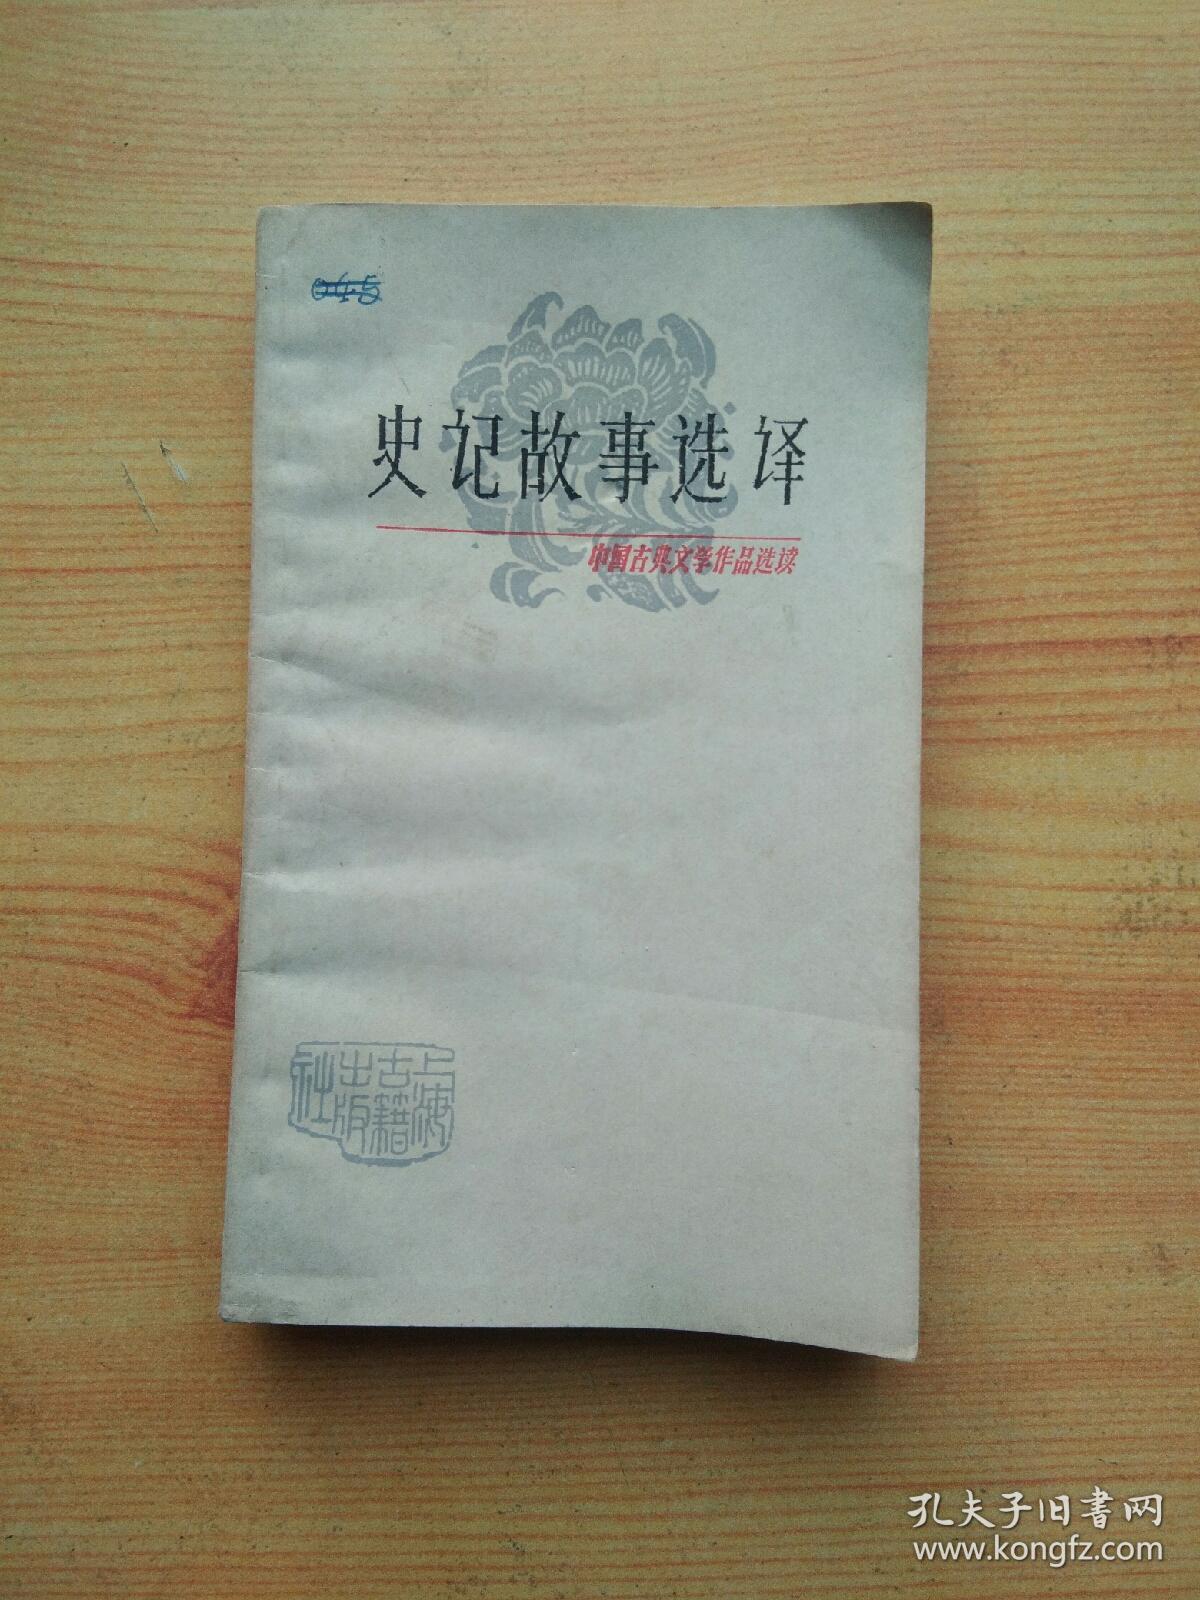 045
史记故事选译
中国古典文学作品选读
上海
古籍
出版
社
孔夫子旧书网
www.kongfz.com